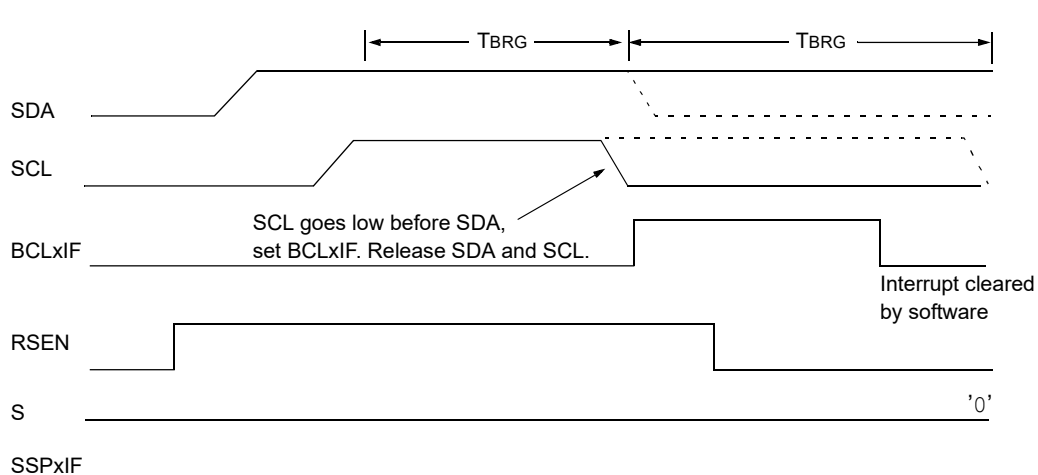 TBRG TBRG
SDA
SCL
SCL goes low before SDA,
set BCLxIF. Release SDA and SCL.
BCLxIF
Interrupt cleared
by software
RSEN
S
'0'
SSPxIF